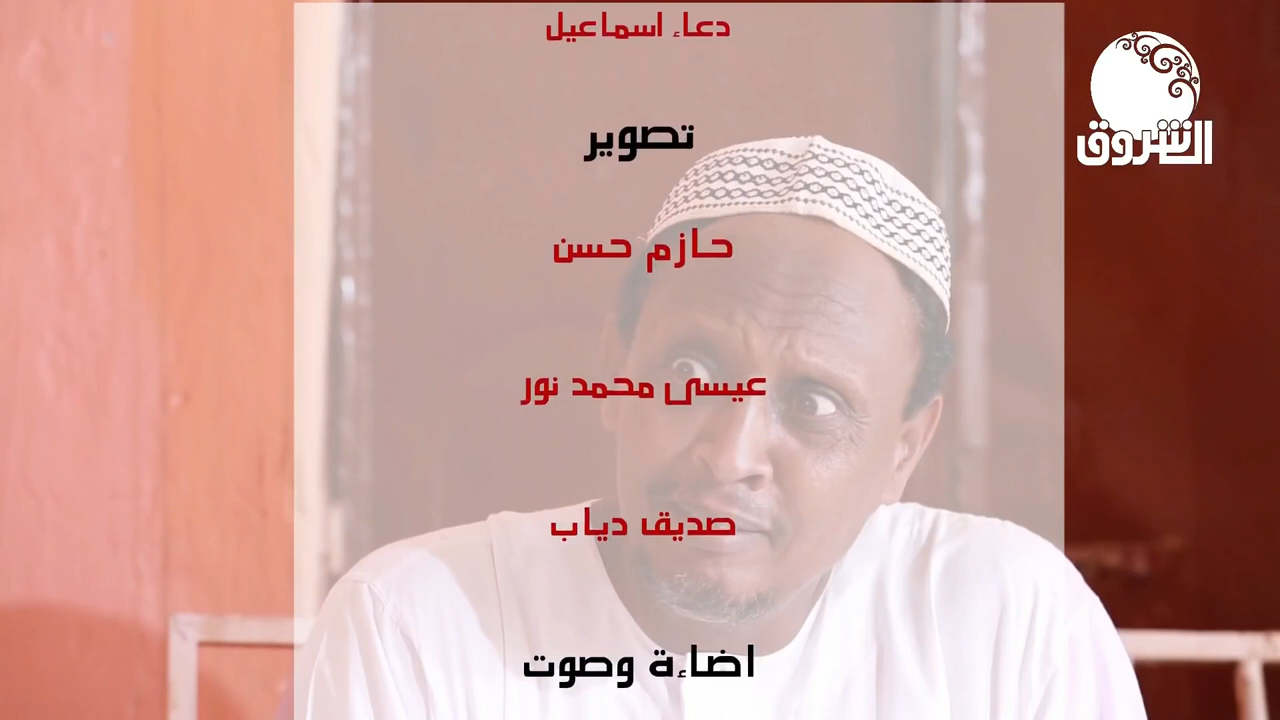 دعاء اسماعيل
الشروق
تصوير
حازم حسن
عيسى محمد نور
صديق دياب
اضاءة وصوت